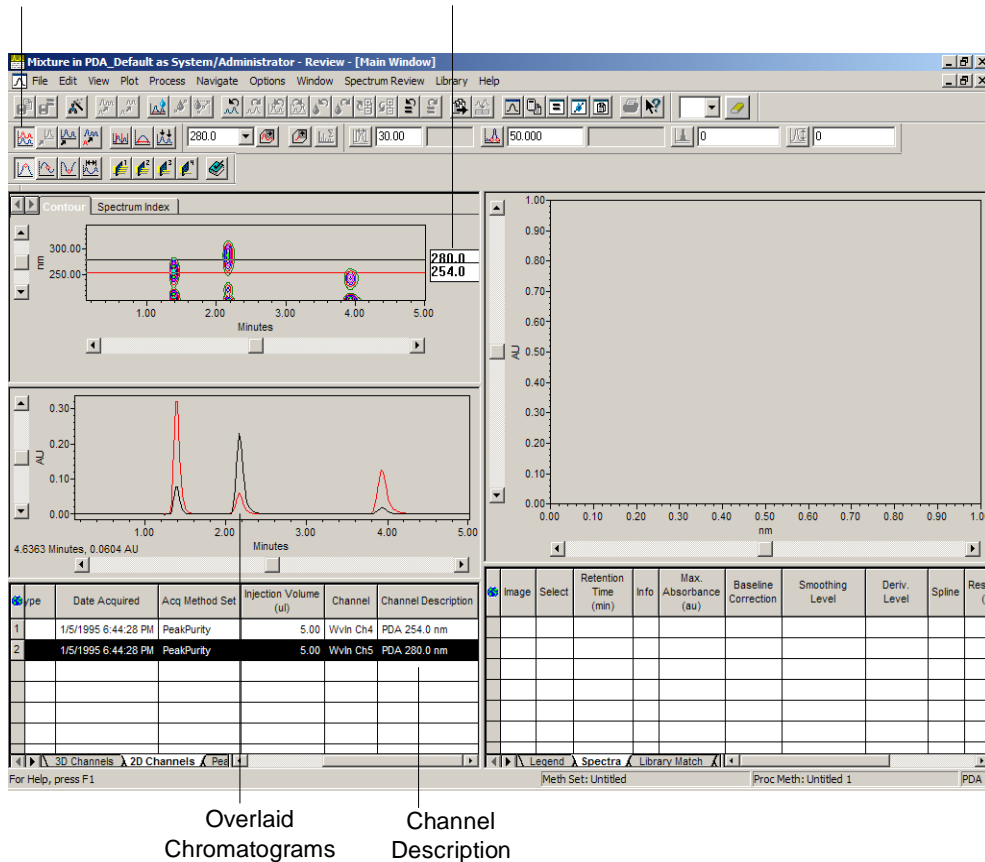 Mixture in PDA_Default as System/Administrator - Review - [Main Window]
File Edit View Plot Process Navigate Options Window Spectrum Review Library Help
280.0 30.00 50.000 0 0
Contour Spectrum Index
300.00
250.00
nm
280.0
254.0
1.00 2.00 3.00 4.00 5.00
Minutes
0.30
0.20
0.10
0.00
AU
1.00 2.00 3.00 4.00 5.00
Minutes
4.6363 Minutes, 0.0604 AU
1.00
0.90
0.80
0.70
0.60
0.50
0.40
0.30
0.20
0.10
0.00
AU
0.00 0.10 0.20 0.30 0.40 0.50 0.60 0.70 0.80 0.90 1.0
nm
ype Date Acquired Acq Method Set Injection Volume (ul) Channel Channel Description
1 1/5/1995 6:44:28 PM PeakPurity 5.00 Wvln Ch4 PDA 254.0 nm
2 1/5/1995 6:44:28 PM PeakPurity 5.00 Wvln Ch5 PDA 280.0 nm
3D Channels 2D Channels Pea
Image Select Retention Time (min) Info Max. Absorbance (au) Baseline Correction Smoothing Level Deriv. Level Spline Res (
Legend Spectra Library Match
For Help, press F1 Meth Set: Untitled Proc Meth: Untitled 1 PDA
Overlaid
Chromatograms
Channel
Description